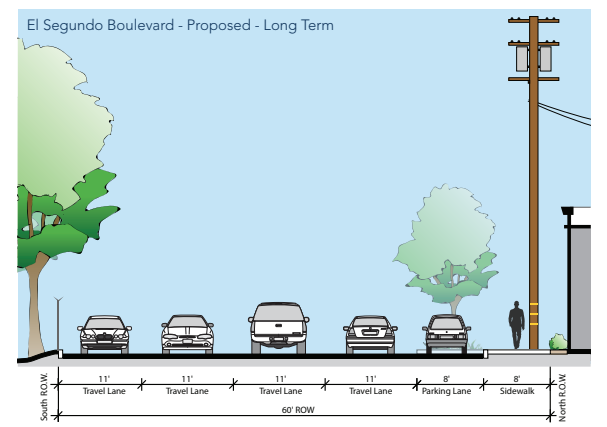 El Segundo Boulevard - Proposed - Long Term
11' 11' 11' 11' 8' 8'
Travel Lane Travel Lane Travel Lane Travel Lane Parking Lane Sidewalk
60' ROW
South R.O.W.
North R.O.W.